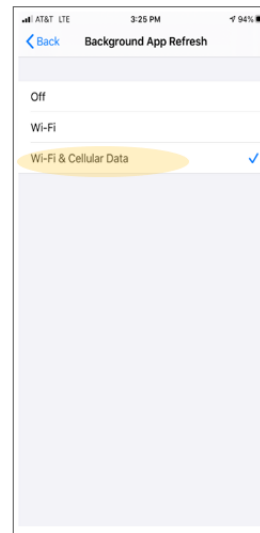 AT&T LTE 3:25 PM 94%
Back Background App Refresh
Off
Wi-Fi
Wi-Fi & Cellular Data